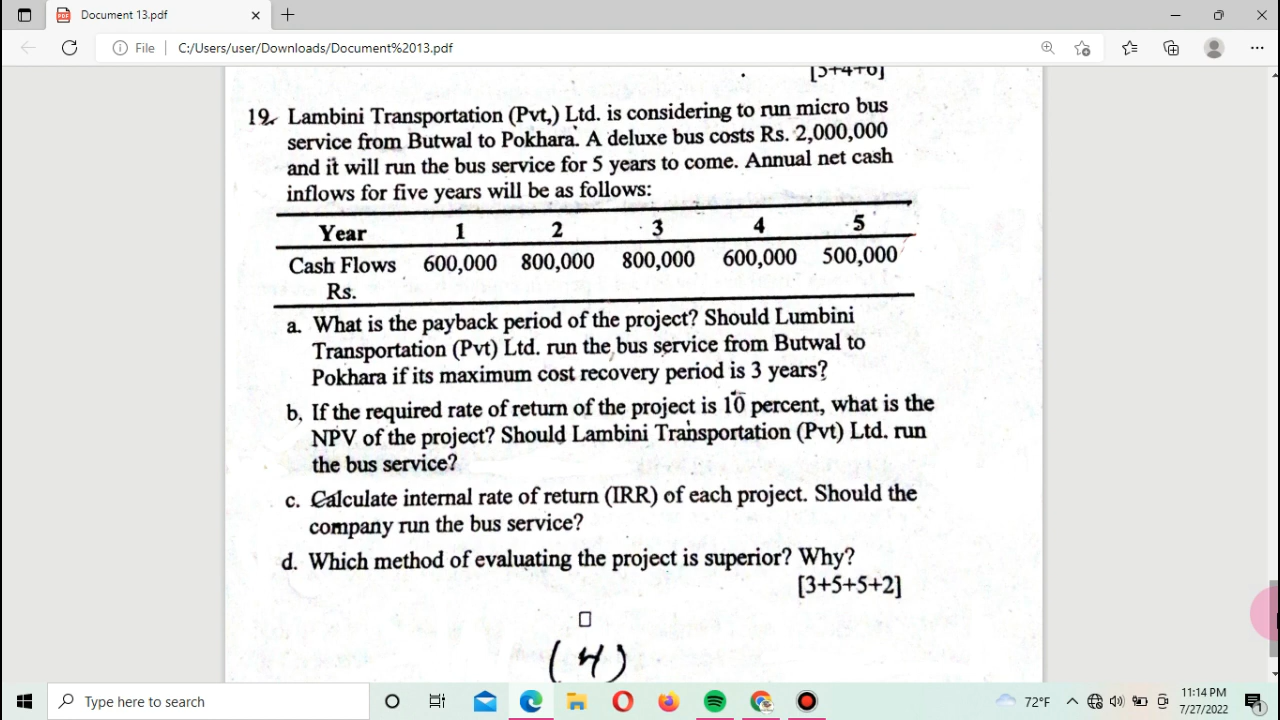 Document 13.pdf
File
C:/Users/user/Downloads/Document%2013.pdf
[5+4+6]
19. Lambini Transportation (Pvt,) Ltd. is considering to run micro bus
service from Butwal to Pokhara. A deluxe bus costs Rs. 2,000,000
and it will run the bus service for 5 years to come. Annual net cash
inflows for five years will be as follows:
Year 1 2 3 4 5
Cash Flows 600,000 800,000 800,000 600,000 500,000
Rs.
a. What is the payback period of the project? Should Lumbini
Transportation (Pvt) Ltd. run the bus service from Butwal to
Pokhara if its maximum cost recovery period is 3 years?
b. If the required rate of return of the project is 10 percent, what is the
NPV of the project? Should Lambini Transportation (Pvt) Ltd. run
the bus service?
c. Calculate internal rate of return (IRR) of each project. Should the
company run the bus service?
d. Which method of evaluating the project is superior? Why?
[3+5+5+2]
(4)
Type here to search
72°F
11:14 PM
7/27/2022